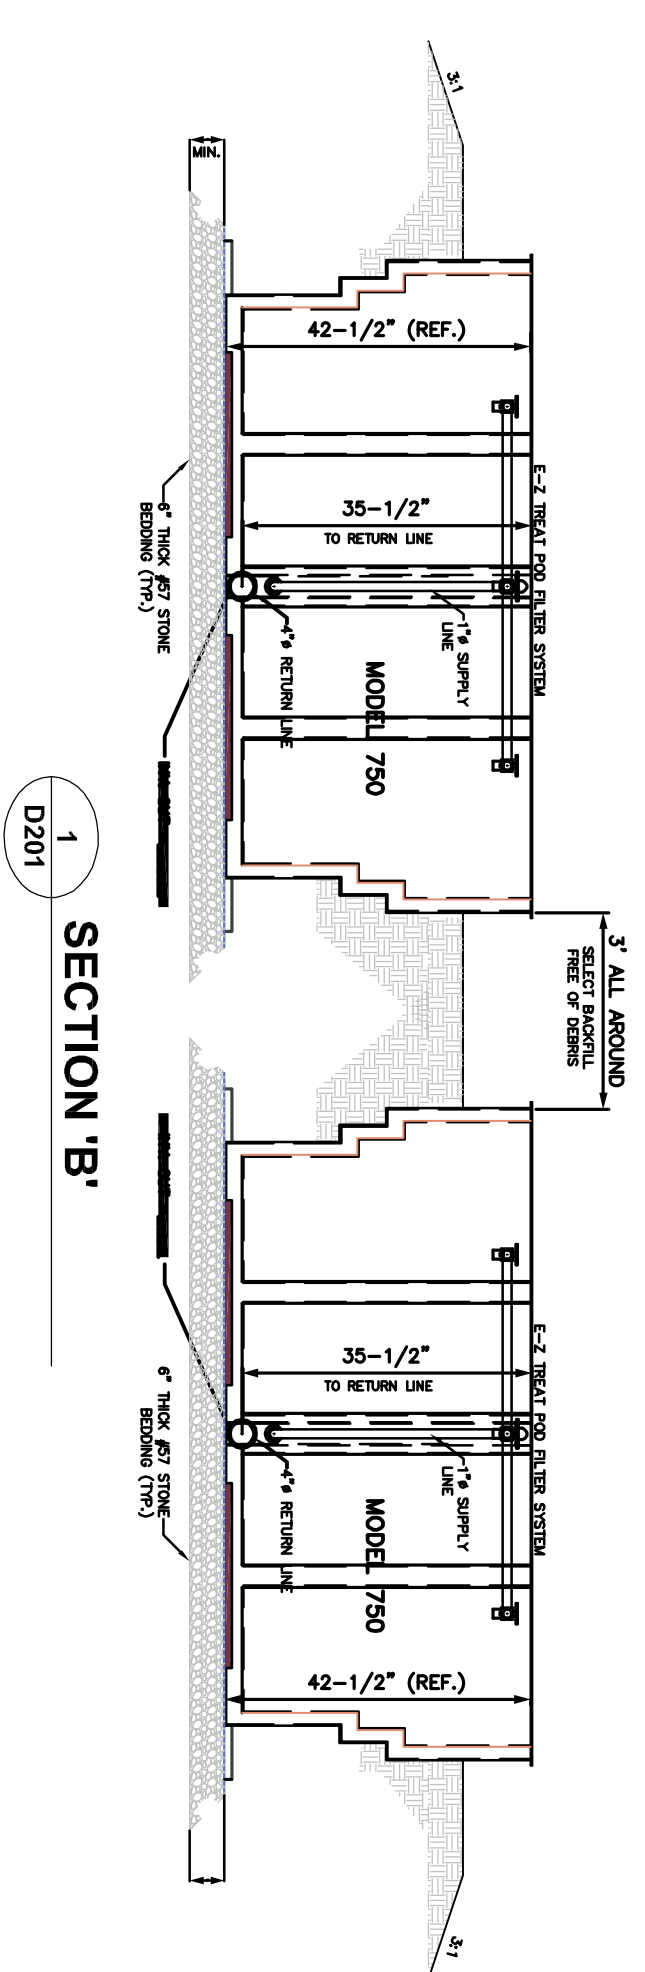 3' ALL AROUND
SELECT BACKFILL
FREE OF DEBRIS
E-Z TREAT POD FILTER SYSTEM
E-Z TREAT POD FILTER SYSTEM
3:1
3:1
42-1/2" (REF.)
35-1/2"
TO RETURN LINE
1"ø SUPPLY
LINE
MODEL 750
4"ø RETURN LINE
35-1/2"
TO RETURN LINE
1"ø SUPPLY
LINE
MODEL 750
4"ø RETURN LINE
42-1/2" (REF.)
MIN.
6" THICK #57 STONE
BEDDING (TYP.)
6" THICK #57 STONE
BEDDING (TYP.)
1
D201
SECTION 'B'